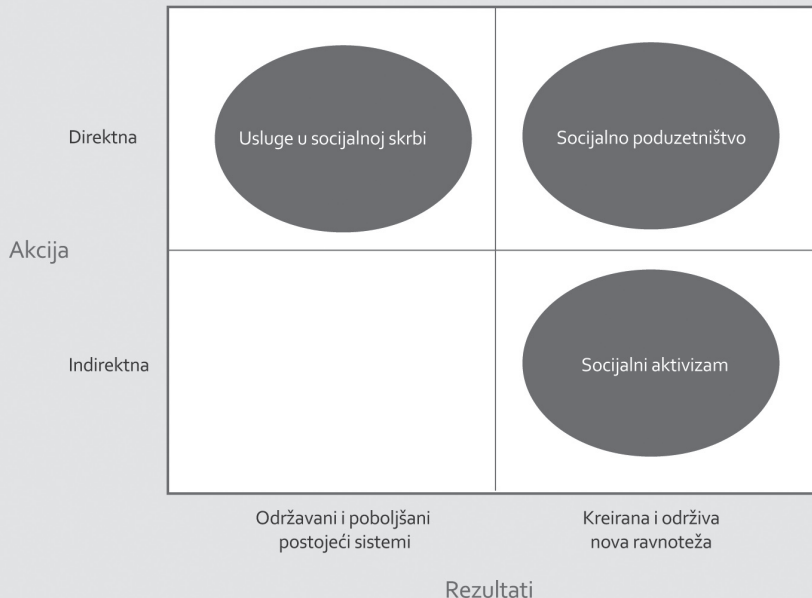 Direktna
Usluge u socijalnoj skrbi
Socijalno poduzetništvo
Akcija
Indirektna
Socijalni aktivizam
Održavani i poboljšani
postojeći sistemi
Kreirana i održiva
nova ravnoteža
Rezultati